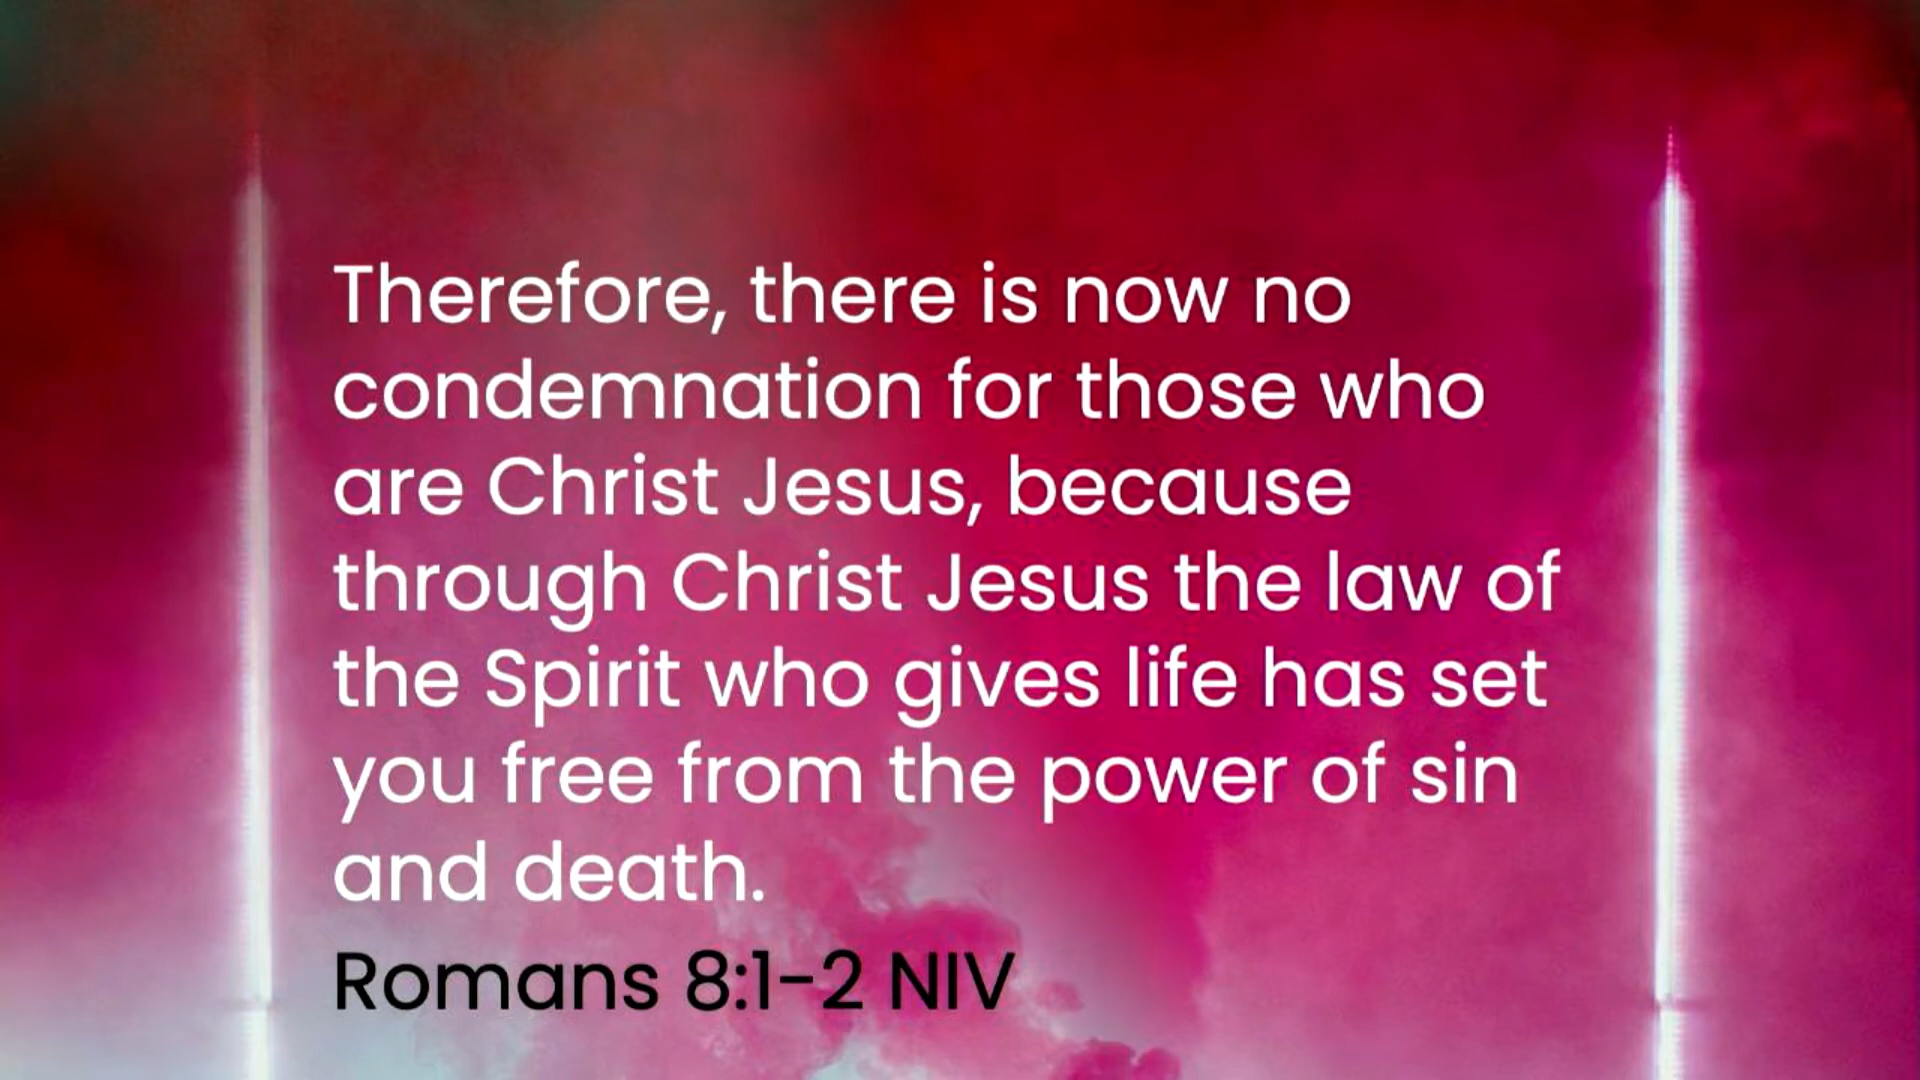 Therefore, there is now no
condemnation for those who
are Christ Jesus, because
through Christ Jesus the law of
the Spirit who gives life has set
you free from the power of sin
and death.
Romans 8:1-2 NIV